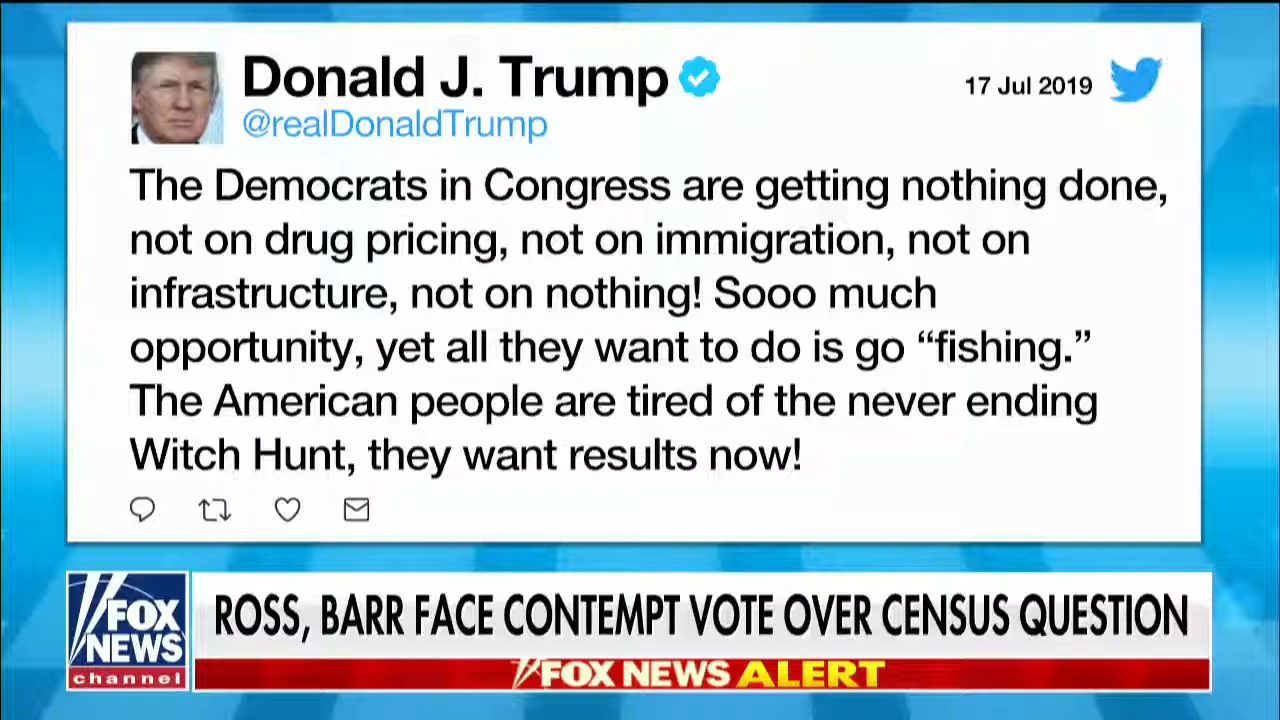 Donald J. Trump
@realDonaldTrump
17 Jul 2019
The Democrats in Congress are getting nothing done,
not on drug pricing, not on immigration, not on
infrastructure, not on nothing! Sooo much
opportunity, yet all they want to do is go “fishing.”
The American people are tired of the never ending
Witch Hunt, they want results now!
FOX
NEWS
channel
ROSS, BARR FACE CONTEMPT VOTE OVER CENSUS QUESTION
FOX NEWS ALERT